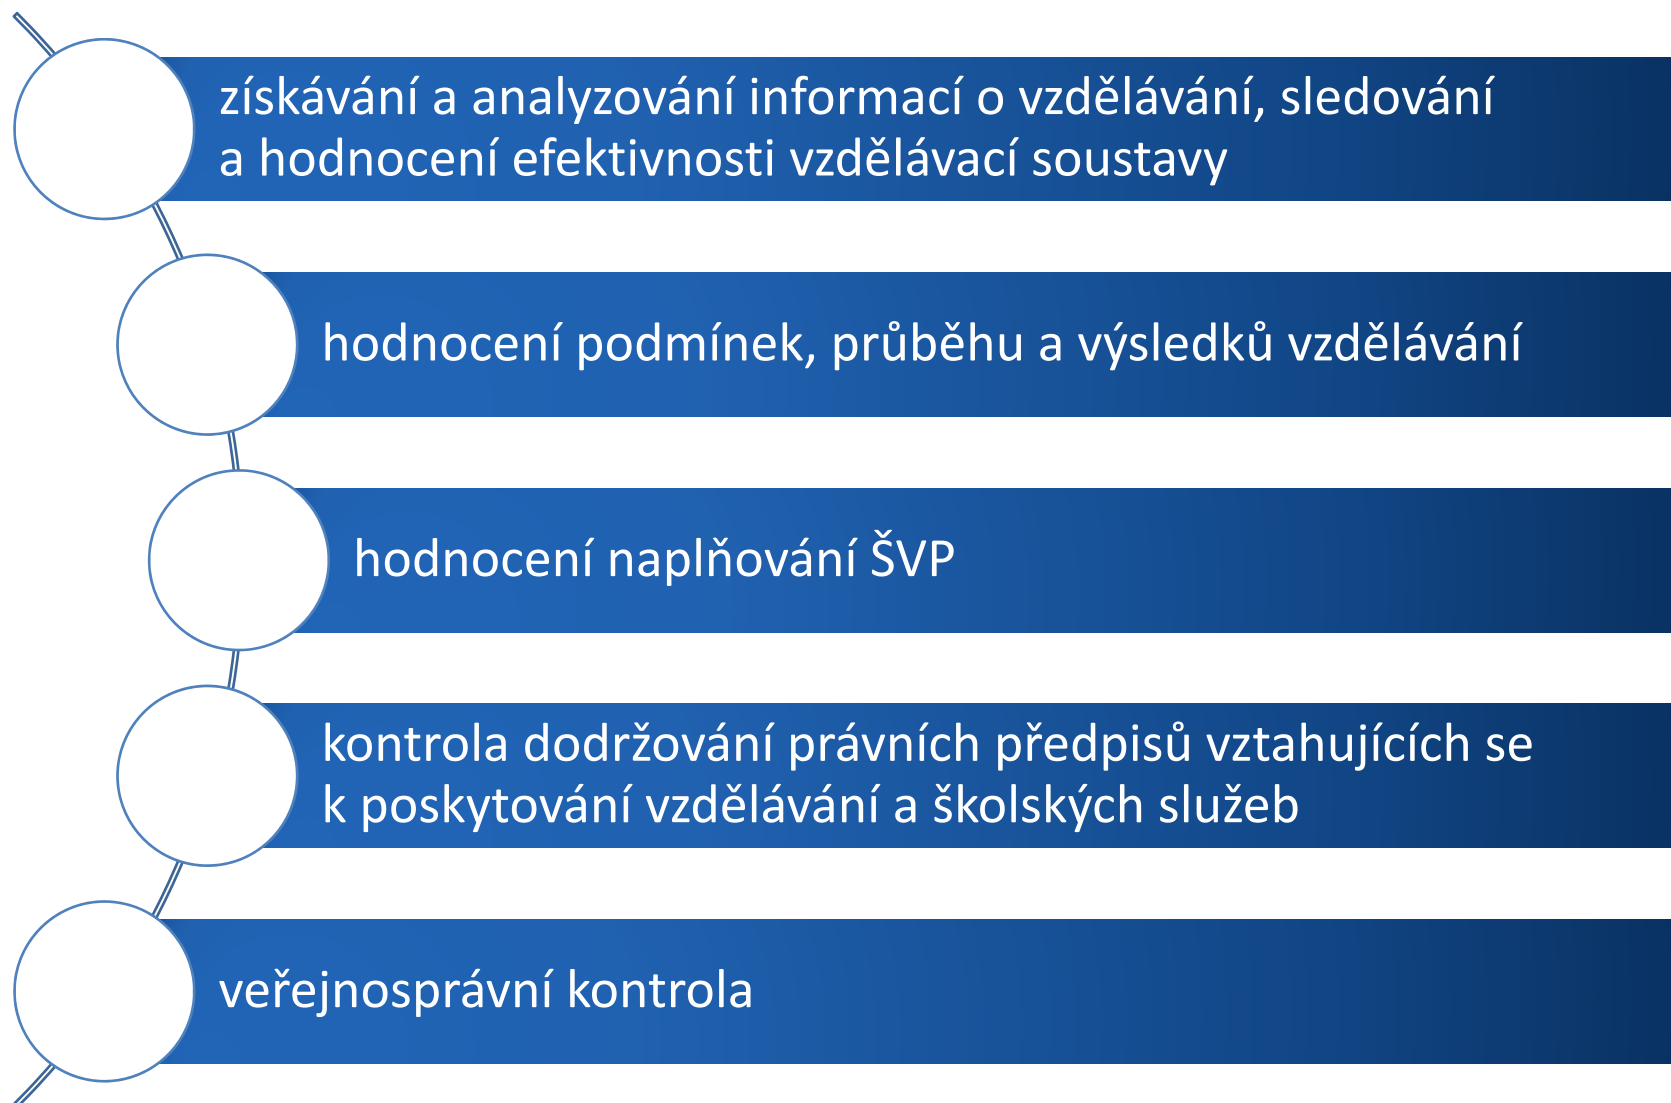 získávání a analyzování informací o vzdělávání, sledování
a hodnocení efektivnosti vzdělávací soustavy
hodnocení podmínek, průběhu a výsledků vzdělávání
hodnocení naplňování ŠVP
kontrola dodržování právních předpisů vztahujících se
k poskytování vzdělávání a školských služeb
veřejnosprávní kontrola